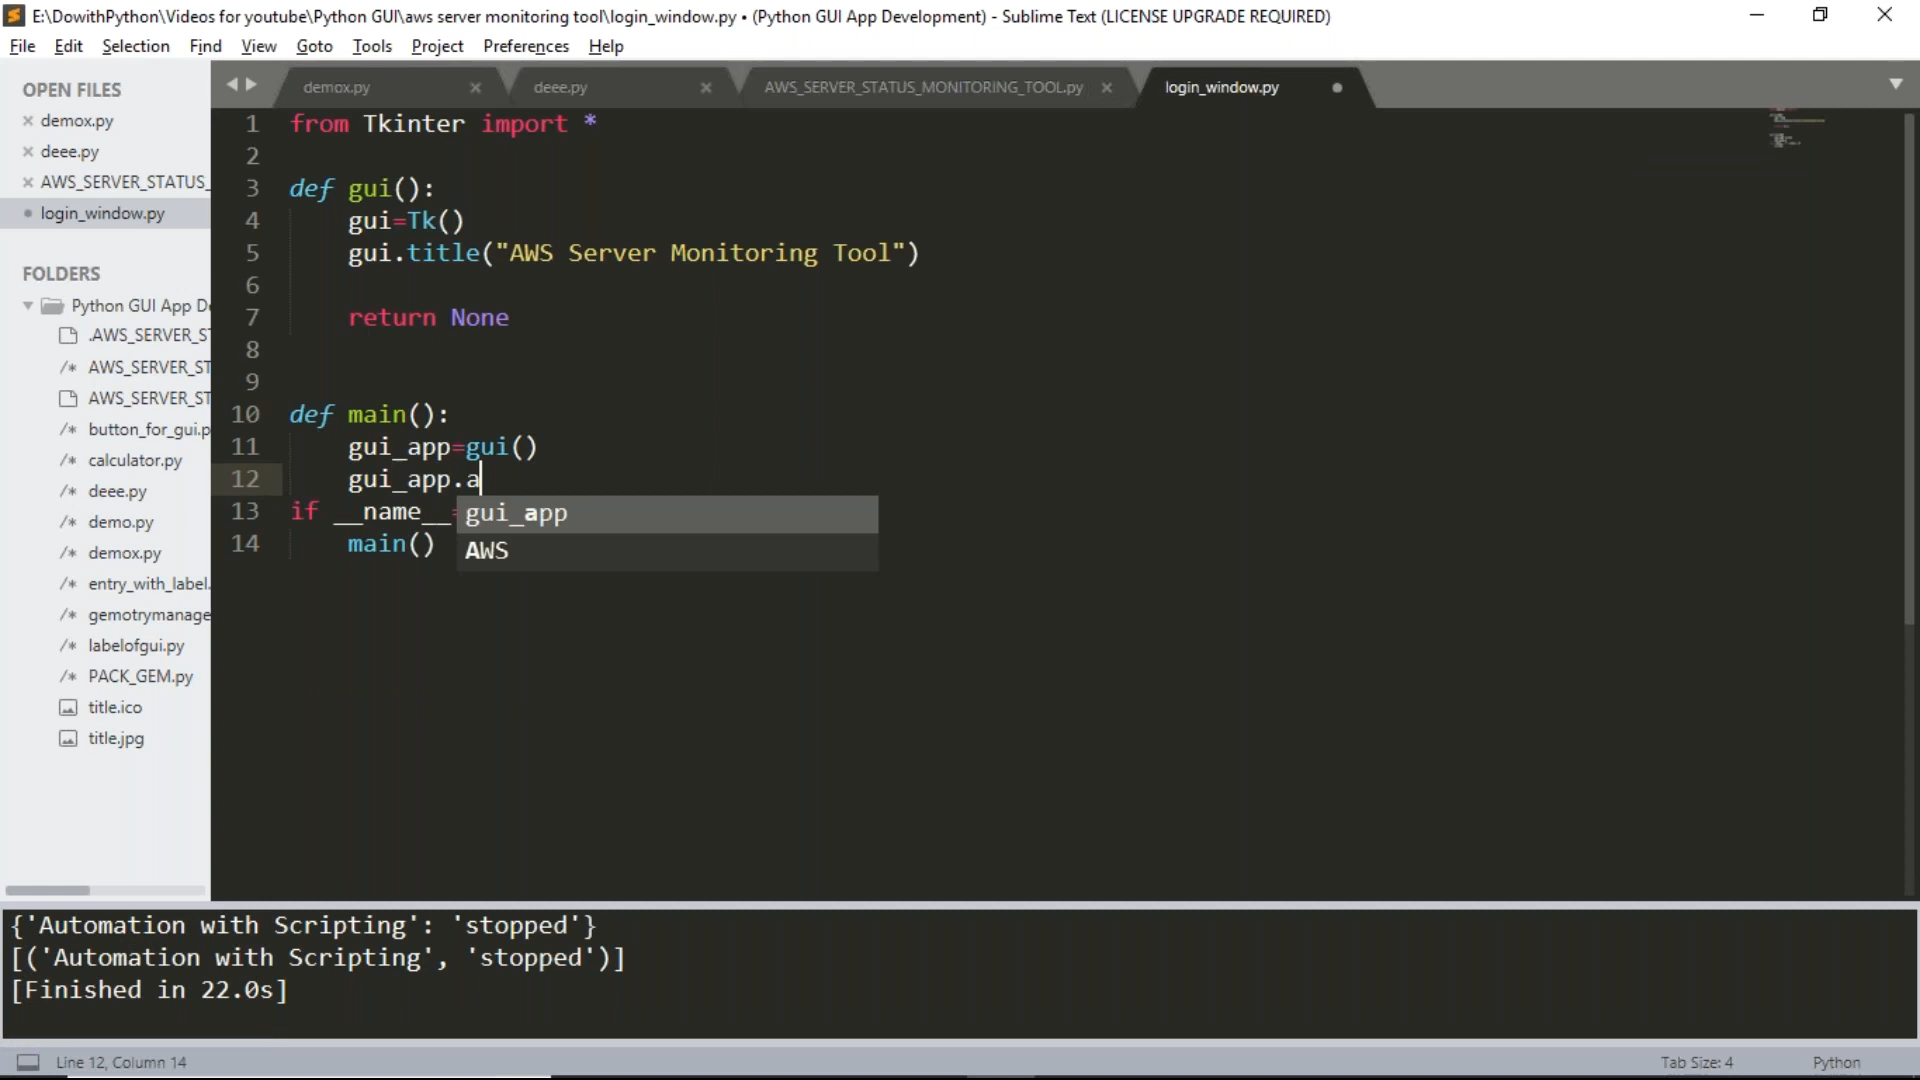 E:\DowithPython\Videos for youtube\Python GUI\aws server monitoring tool\login_window.py • (Python GUI App Development) - Sublime Text (LICENSE UPGRADE REQUIRED)
File Edit Selection Find View Goto Tools Project Preferences Help
OPEN FILES
demox.py
deee.py
AWS_SERVER_STATUS_
login_window.py
FOLDERS
Python GUI App De
.AWS_SERVER_ST
/* AWS_SERVER_ST
AWS_SERVER_ST
/* button_for_gui.p
/* calculator.py
/* deee.py
/* demo.py
/* demox.py
/* entry_with_label.
/* gemotrymanage
/* labelofgui.py
/* PACK_GEM.py
title.ico
title.jpg
demox.py deee.py AWS_SERVER_STATUS_MONITORING_TOOL.py login_window.py
1 from Tkinter import *
2
3 def gui():
4 gui=Tk()
5 gui.title("AWS Server Monitoring Tool")
6
7 return None
8
9
10 def main():
11 gui_app=gui()
12 gui_app.a
13 if __name__=
14 main()
gui_app
AWS
{'Automation with Scripting': 'stopped'}
[('Automation with Scripting', 'stopped')]
[Finished in 22.0s]
Line 12, Column 14
Tab Size: 4
Python